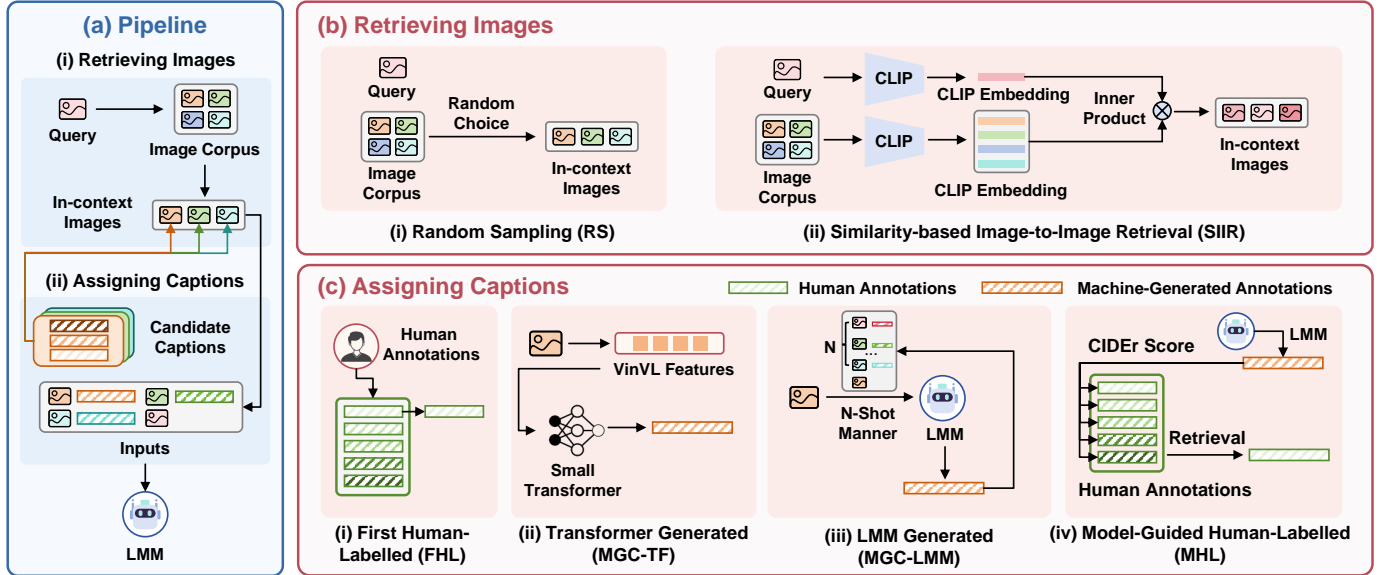 (a) Pipeline
(i) Retrieving Images
Query
Image Corpus
In-context
Images
(ii) Assigning Captions
Candidate
Captions
Inputs
LMM
(b) Retrieving Images
Query
Random
Choice
Image
Corpus
In-context
Images
(i) Random Sampling (RS)
Query
CLIP
CLIP Embedding
Inner
Product
Image
Corpus
CLIP
CLIP Embedding
In-context
Images
(ii) Similarity-based Image-to-Image Retrieval (SIIR)
(c) Assigning Captions
Human Annotations
Machine-Generated Annotations
Human
Annotations
(i) First Human-
Labelled (FHL)
VinVL Features
Small
Transformer
(ii) Transformer Generated
(MGC-TF)
N
...
N-Shot
Manner
LMM
(iii) LMM Generated
(MGC-LMM)
LMM
CIDEr Score
Retrieval
Human Annotations
(iv) Model-Guided Human-Labelled
(MHL)